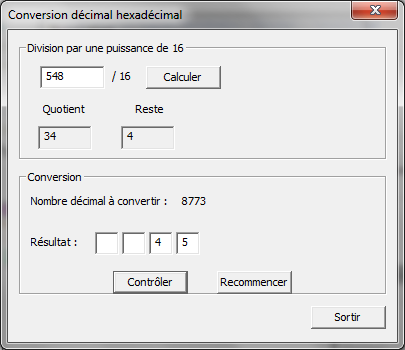 Conversion décimal hexadécimal
Division par une puissance de 16
548 / 16 Calculer
Quotient Reste
34 4
Conversion
Nombre décimal à convertir : 8773
Résultat : 4 5
Contrôler Recommencer
Sortir